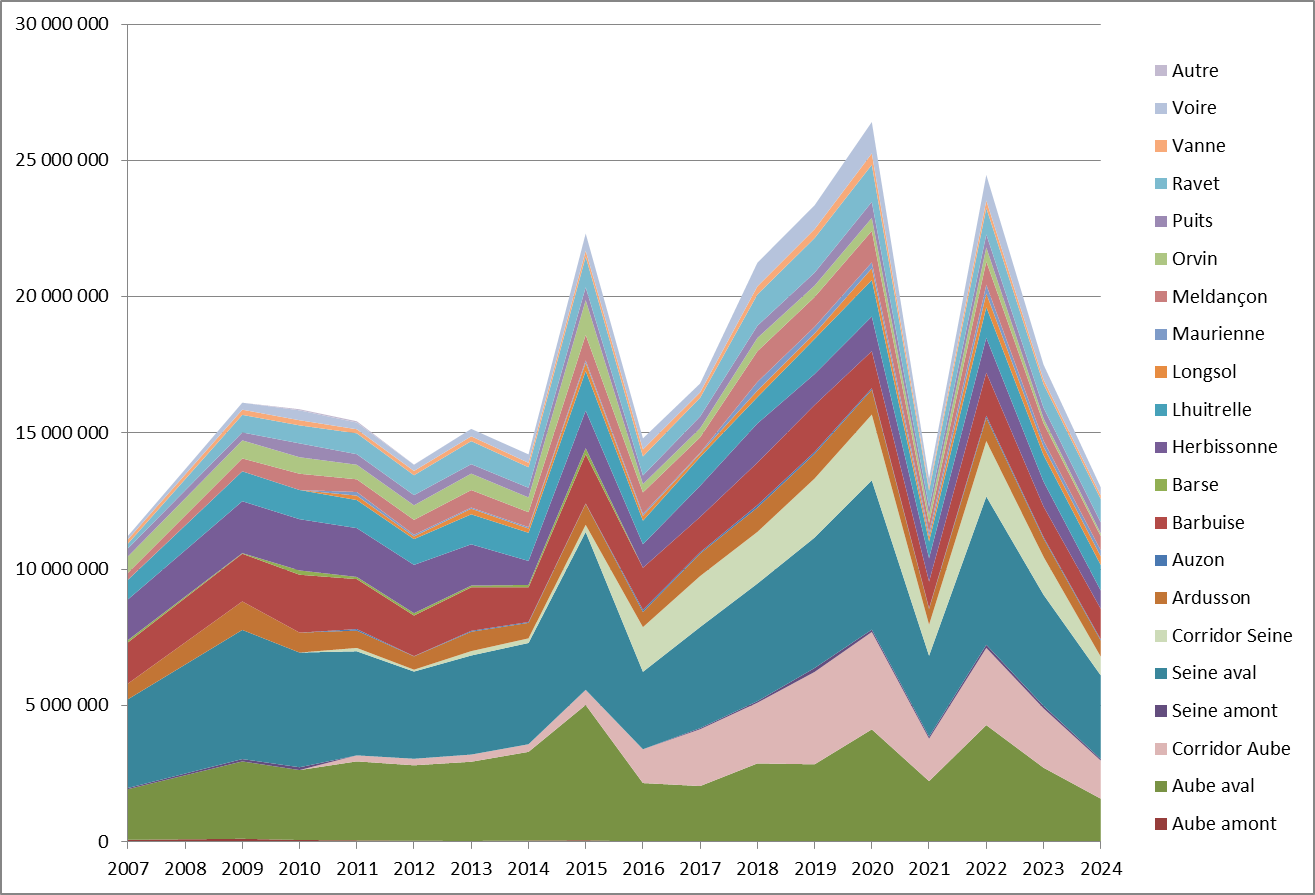 30 000 000
25 000 000
20 000 000
15 000 000
10 000 000
5 000 000
0
2007 2008 2009 2010 2011 2012 2013 2014 2015 2016 2017 2018 2019 2020 2021 2022 2023 2024
Autre
Voire
Vanne
Ravet
Puits
Orvin
Meldançon
Maurienne
Longsol
Lhuitrelle
Herbissonne
Barse
Barbuise
Auzon
Ardusson
Corridor Seine
Seine aval
Seine amont
Corridor Aube
Aube aval
Aube amont